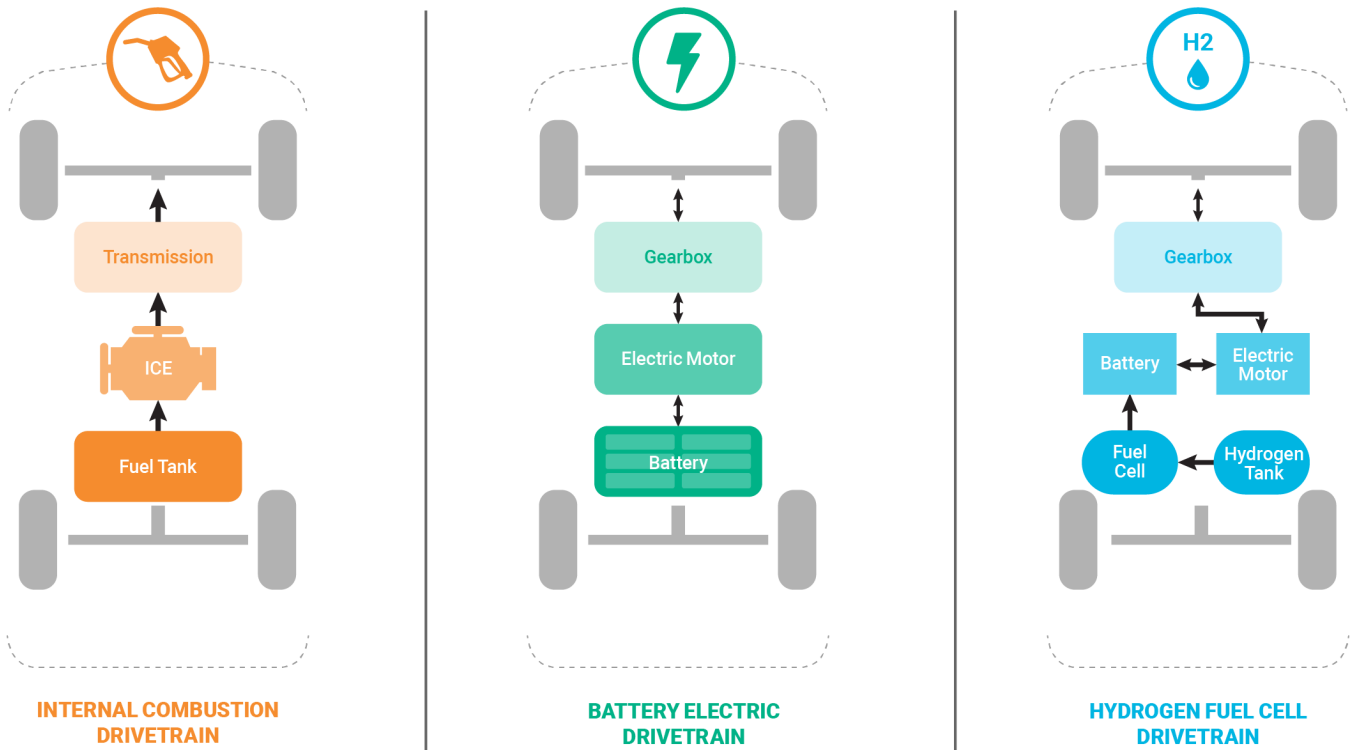 Transmission
ICE
Fuel Tank
INTERNAL COMBUSTION
DRIVETRAIN
Gearbox
Electric Motor
Battery
BATTERY ELECTRIC
DRIVETRAIN
H2
Gearbox
Battery
Electric
Motor
Fuel
Cell
Hydrogen
Tank
HYDROGEN FUEL CELL
DRIVETRAIN